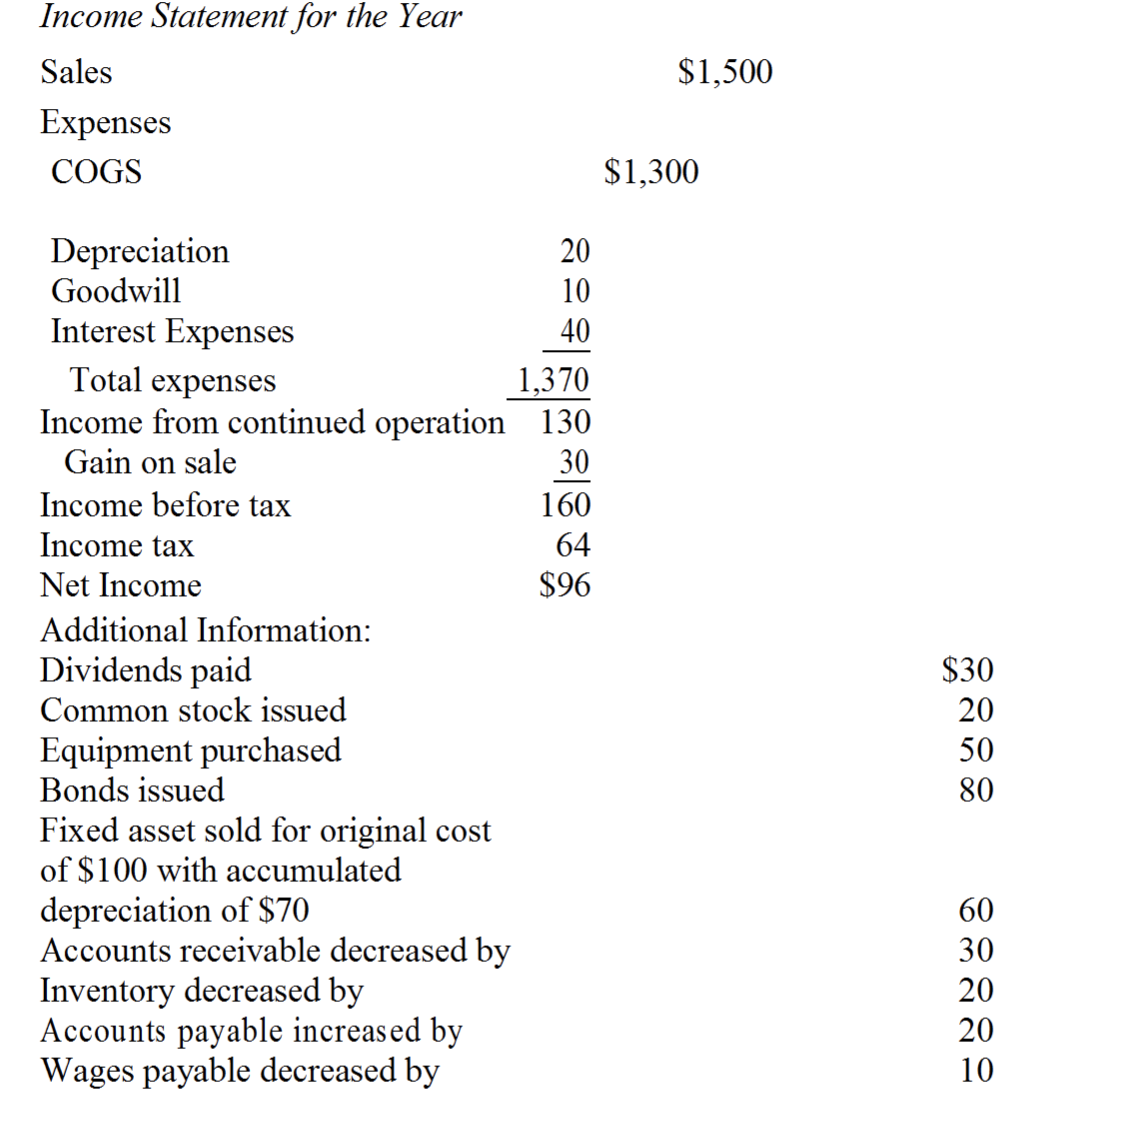 Income Statement for the Year
Sales $1,500
Expenses
COGS $1,300
Depreciation 20
Goodwill 10
Interest Expenses 40
Total expenses 1,370
Income from continued operation 130
Gain on sale 30
Income before tax 160
Income tax 64
Net Income $96
Additional Information:
Dividends paid $30
Common stock issued 20
Equipment purchased 50
Bonds issued 80
Fixed asset sold for original cost
of $100 with accumulated
depreciation of $70 60
Accounts receivable decreased by 30
Inventory decreased by 20
Accounts payable increased by 20
Wages payable decreased by 10